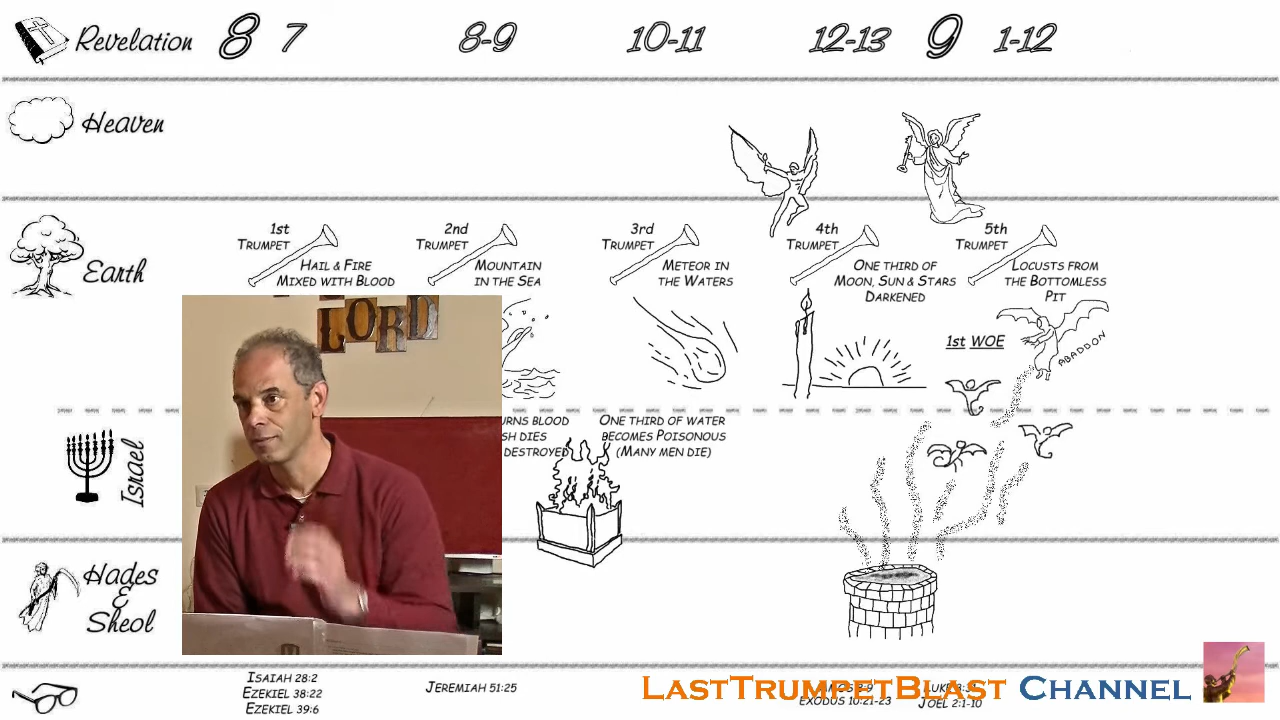 Revelation 8 7 8-9 10-11 12-13 9 1-12
Heaven
Earth
1st
TRUMPET
HAIL & FIRE
MIXED WITH BLOOD
2nd
TRUMPET
MOUNTAIN
IN THE SEA
3rd
TRUMPET
METEOR IN
THE WATERS
4th
TRUMPET
ONE THIRD OF
MOON, SUN & STARS
DARKENED
5th
TRUMPET
LOCUSTS FROM
THE BOTTOMLESS
PIT
1st WOE
ABADDON
LORD
Israel
URNS BLOOD
SH DIES
DESTROYED
ONE THIRD OF WATER
BECOMES POISONOUS
(MANY MEN DIE)
Hades
&
Sheol
ISAIAH 28:2
EZEKIEL 38:22
EZEKIEL 39:6
JEREMIAH 51:25
EXODUS 10:21-23
JOEL 2:1-10
LASTTRUMPETBLAST CHANNEL